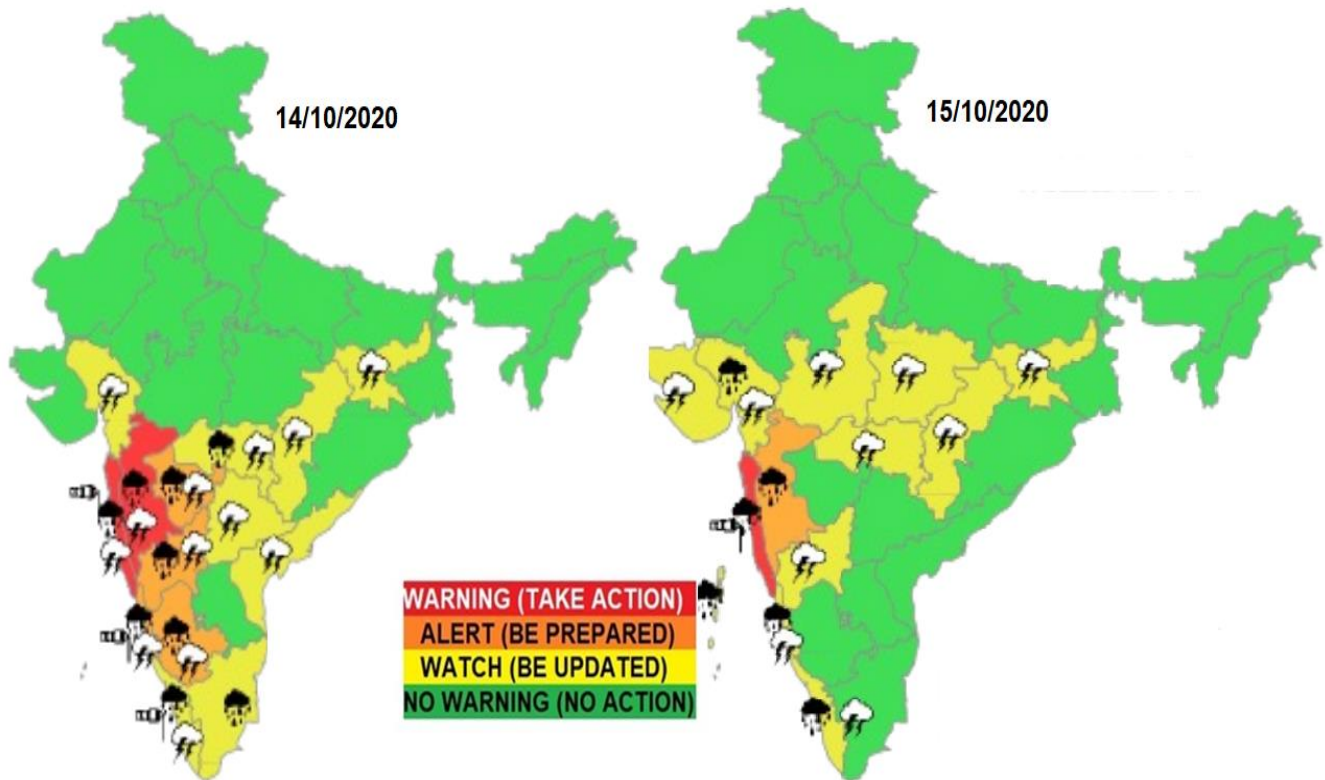 14/10/2020
15/10/2020
WARNING (TAKE ACTION)
ALERT (BE PREPARED)
WATCH (BE UPDATED)
NO WARNING (NO ACTION)